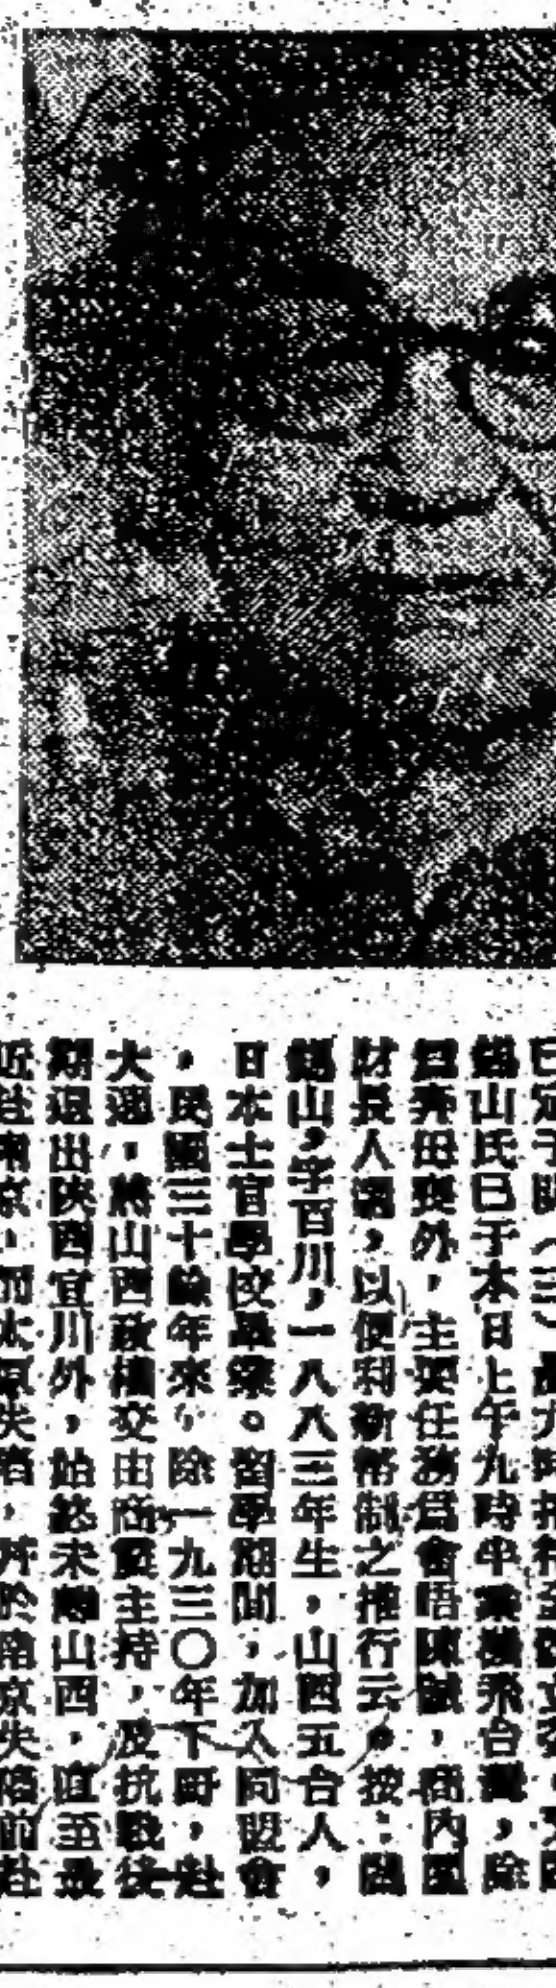 錫山氏已于本日上午九時半乘機飛台灣,除
奔田喪外,主要任務爲會晤陳誠,商內閣
財長人選,以便利新幣制之推行云。按:閻
錫山,字百川,一八八三年生,山西五台人,
日本士官學校畢業。留學期間,加入同盟會
,民國三十餘年來,除一九三〇年下野,赴
大連,將山西政權交由商震主持,及抗戰後
期退出陝西宜川外,始終未離山西,直至最
近赴南京,而太原失陷,於南京失陷前赴